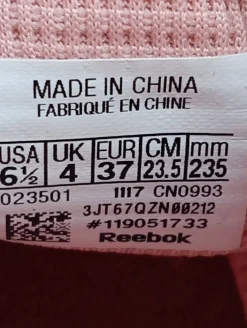 MADE IN CHINA
FABRIQUÉ EN CHINE
USA UK EUR CM mm
6½ 4 37 23.5 235
023501 1117 CN0993
3JT67QZN00212
#119051733
Reebok